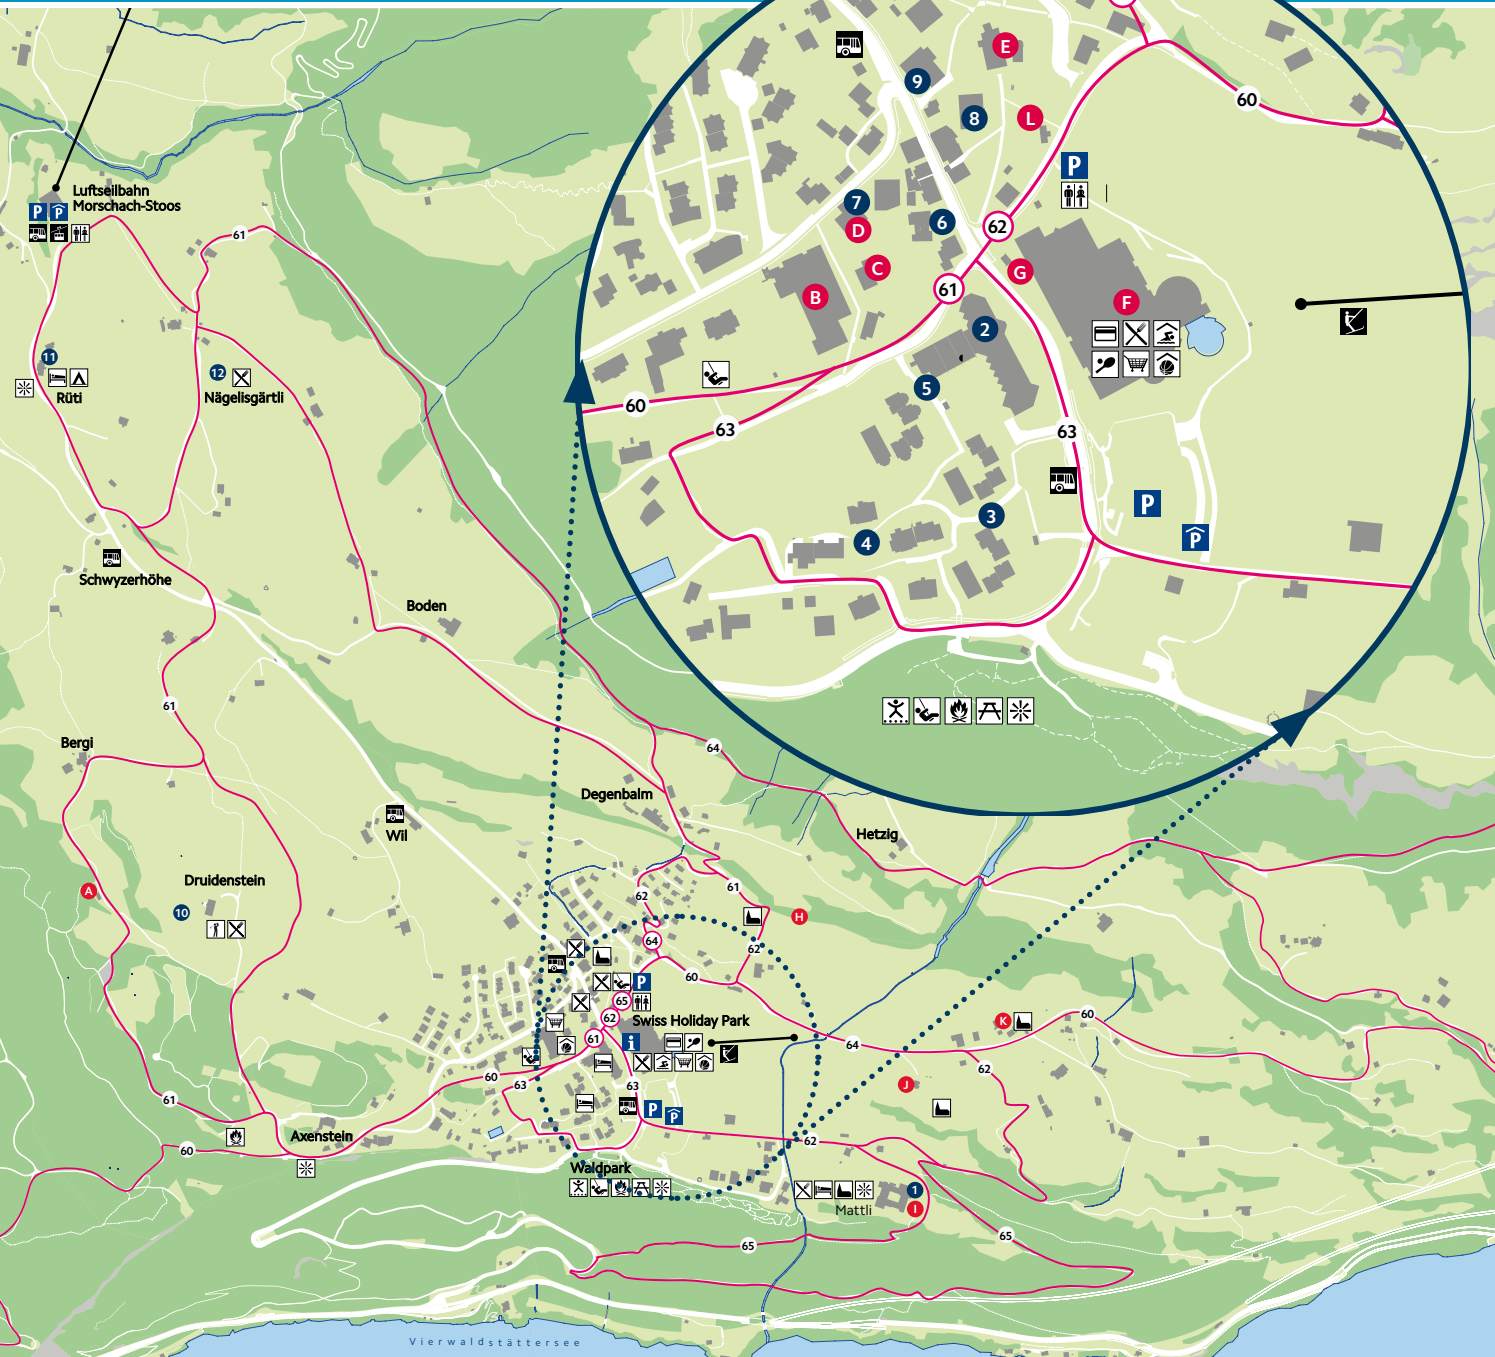 E
9
60
8
L
P
Luftseilbahn
Morschach-Stoos
P P
7
6
62
D
61
C
G
61
B
F
2
11
12
Rüti
Nägelisgärtli
5
60
63
63
P
3
P
4
Schwyzerhöhe
Boden
61
Bergi
64
Degenbalm
Wil
Hetzig
A
Druidenstein
61
62
10
H
64
62
60
P
65
62
Swiss Holiday Park
K
60
61
i
64
60
63
62
J
63
61
P P
Axenstein
62
60
Waldpark
1
Mattli
I
65
65
Vierwaldstättersee